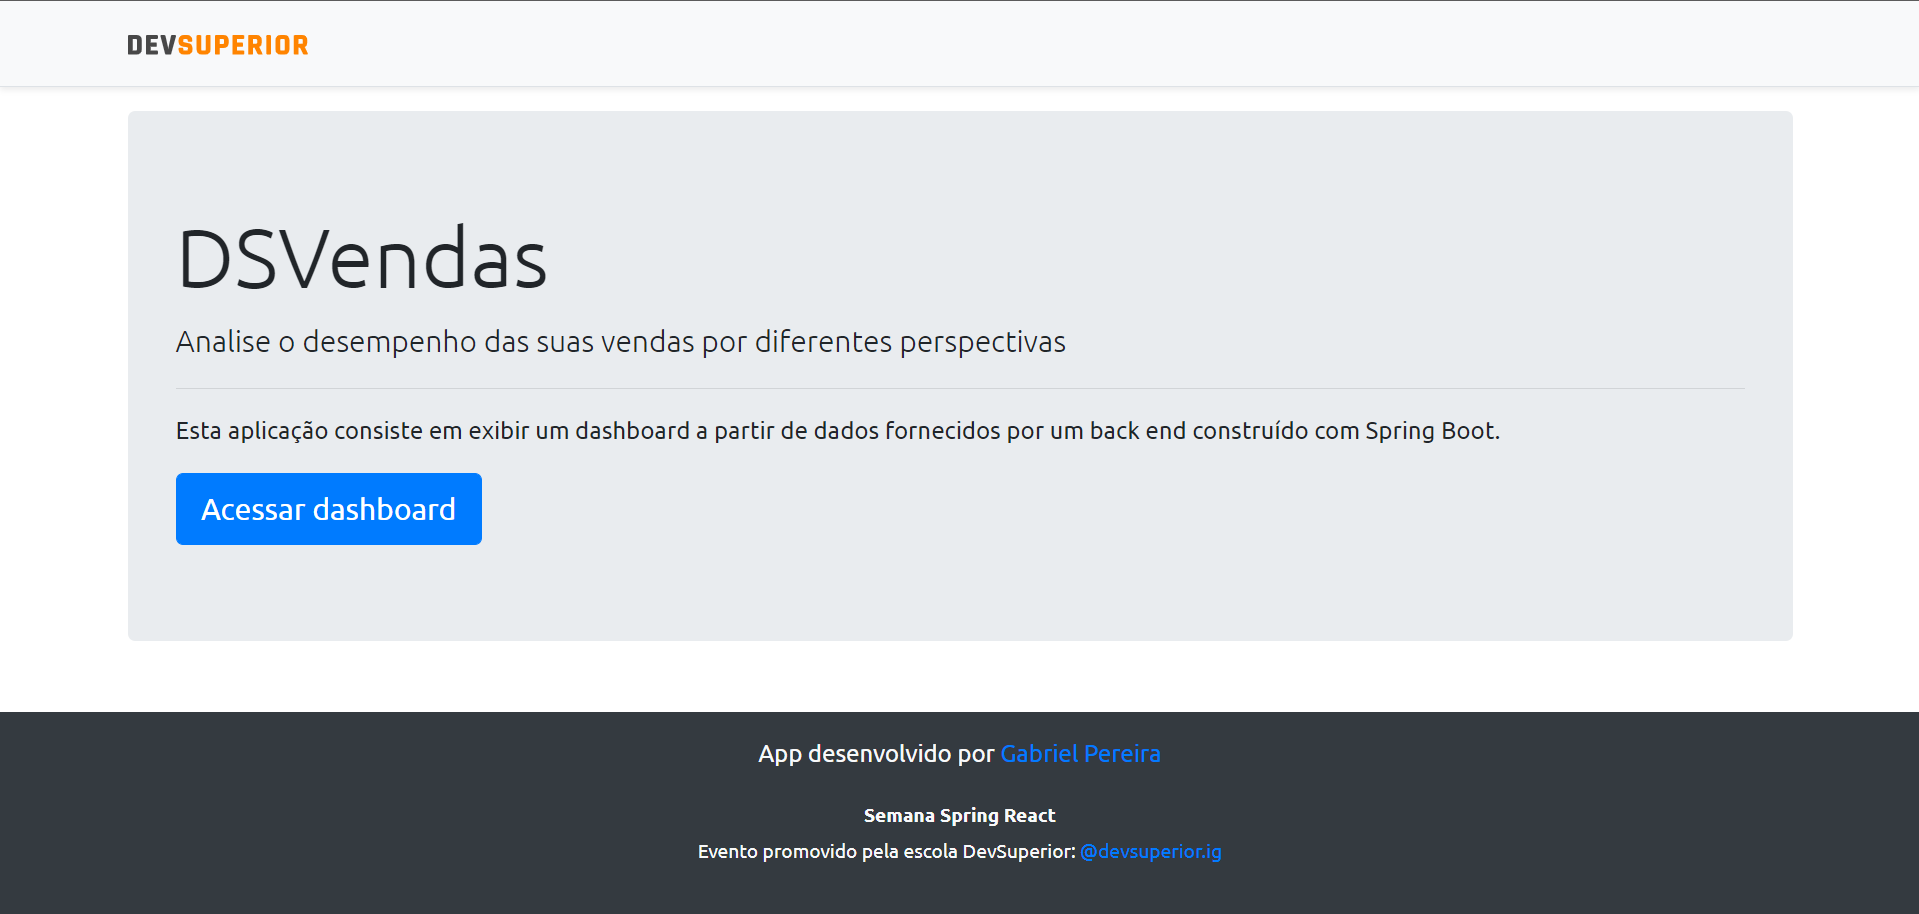 DEVSUPERIOR
DSVendas
Analise o desempenho das suas vendas por diferentes perspectivas
Esta aplicação consiste em exibir um dashboard a partir de dados fornecidos por um back end construído com Spring Boot.
Acessar dashboard
App desenvolvido por Gabriel Pereira
Semana Spring React
Evento promovido pela escola DevSuperior: @devsuperior.ig